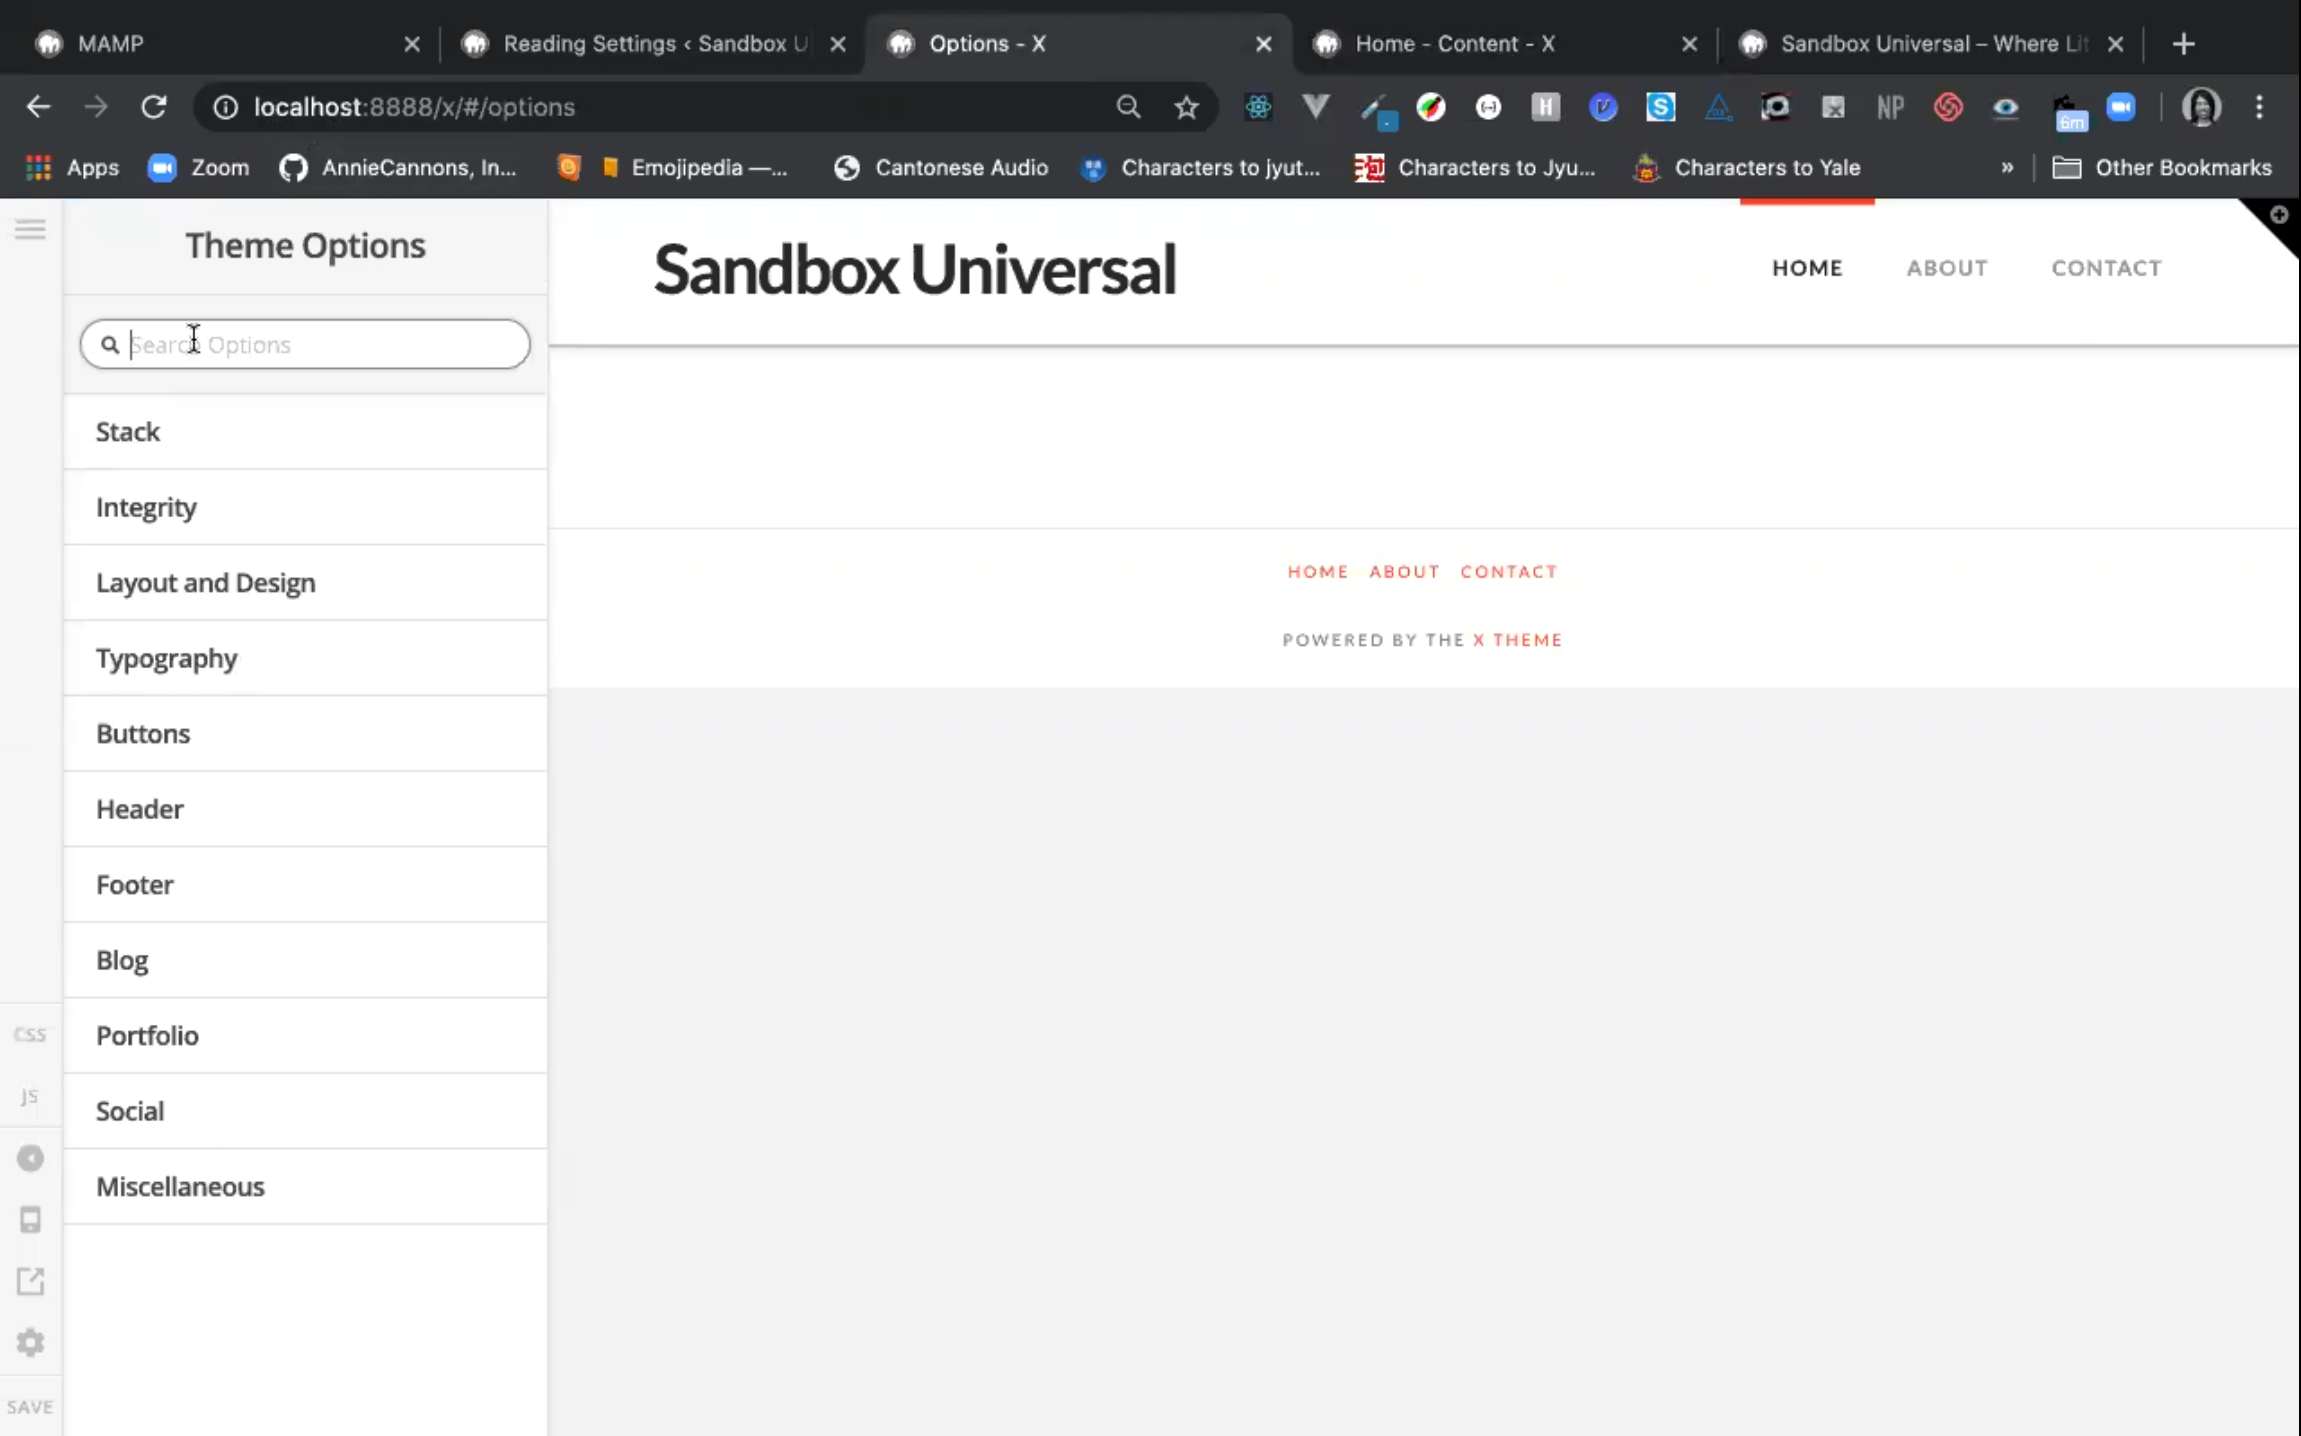 MAMP
Reading Settings ‹ Sandbox U
Options - X
Home - Content - X
Sandbox Universal – Where Lit
localhost:8888/x/#/options
NP
6m
Apps
Zoom
AnnieCannons, In...
Emojipedia —...
Cantonese Audio
Characters to jyut...
Characters to Jyu...
Characters to Yale
»
Other Bookmarks
Theme Options
Search Options
Stack
Integrity
Layout and Design
Typography
Buttons
Header
Footer
Blog
Portfolio
Social
Miscellaneous
CSS
JS
SAVE
Sandbox Universal
HOME ABOUT CONTACT
HOME ABOUT CONTACT
POWERED BY THE X THEME